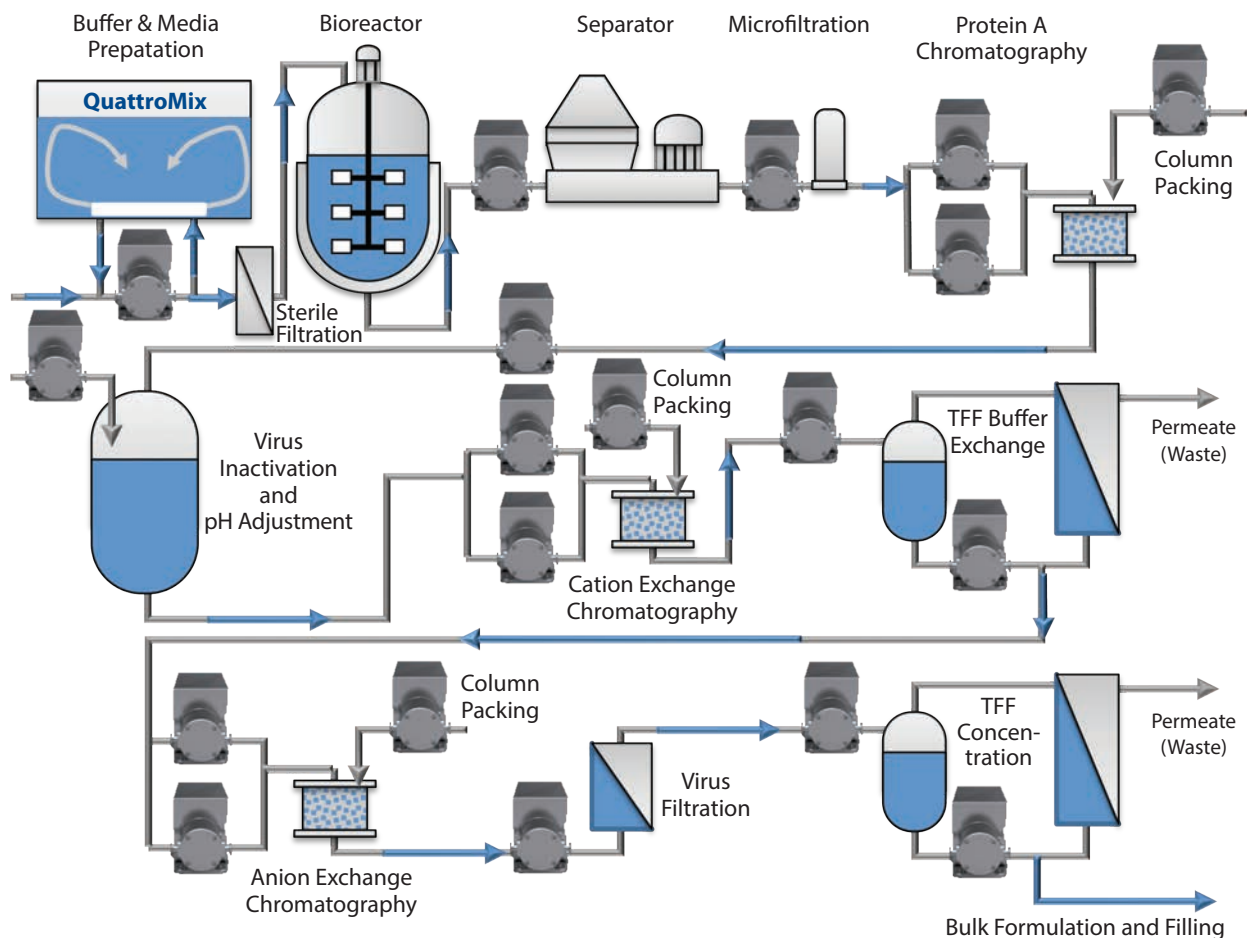 Buffer & Media
Prepatation
Bioreactor
Separator
Microfiltration
Protein A
Chromatography
QuattroMix
Column
Packing
Sterile
Filtration
Virus
Inactivation
and
pH Adjustment
Column
Packing
Cation Exchange
Chromatography
TFF Buffer
Exchange
Permeate
(Waste)
Column
Packing
Anion Exchange
Chromatography
Virus
Filtration
TFF
Concen-
tration
Permeate
(Waste)
Bulk Formulation and Filling